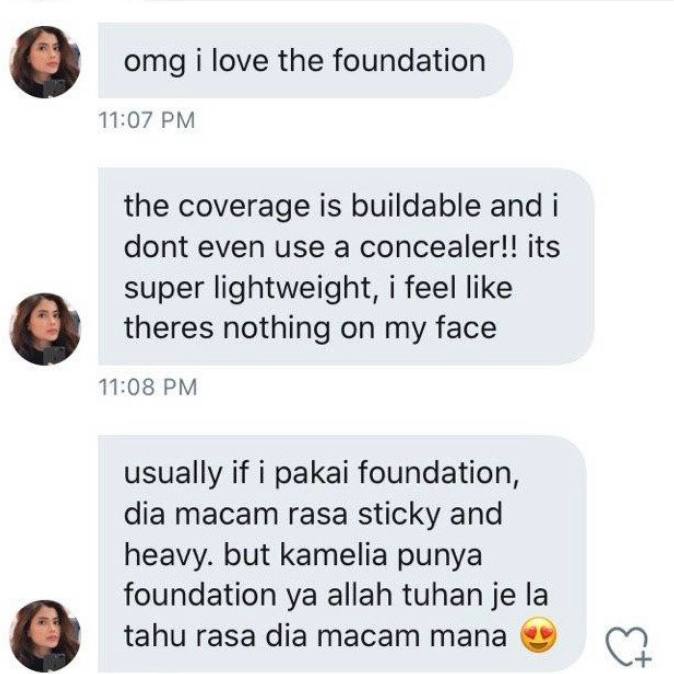 omg i love the foundation
11:07 PM
the coverage is buildable and i
dont even use a concealer!! its
super lightweight, i feel like
theres nothing on my face
11:08 PM
usually if i pakai foundation,
dia macam rasa sticky and
heavy. but kamelia punya
foundation ya allah tuhan je la
tahu rasa dia macam mana 😍